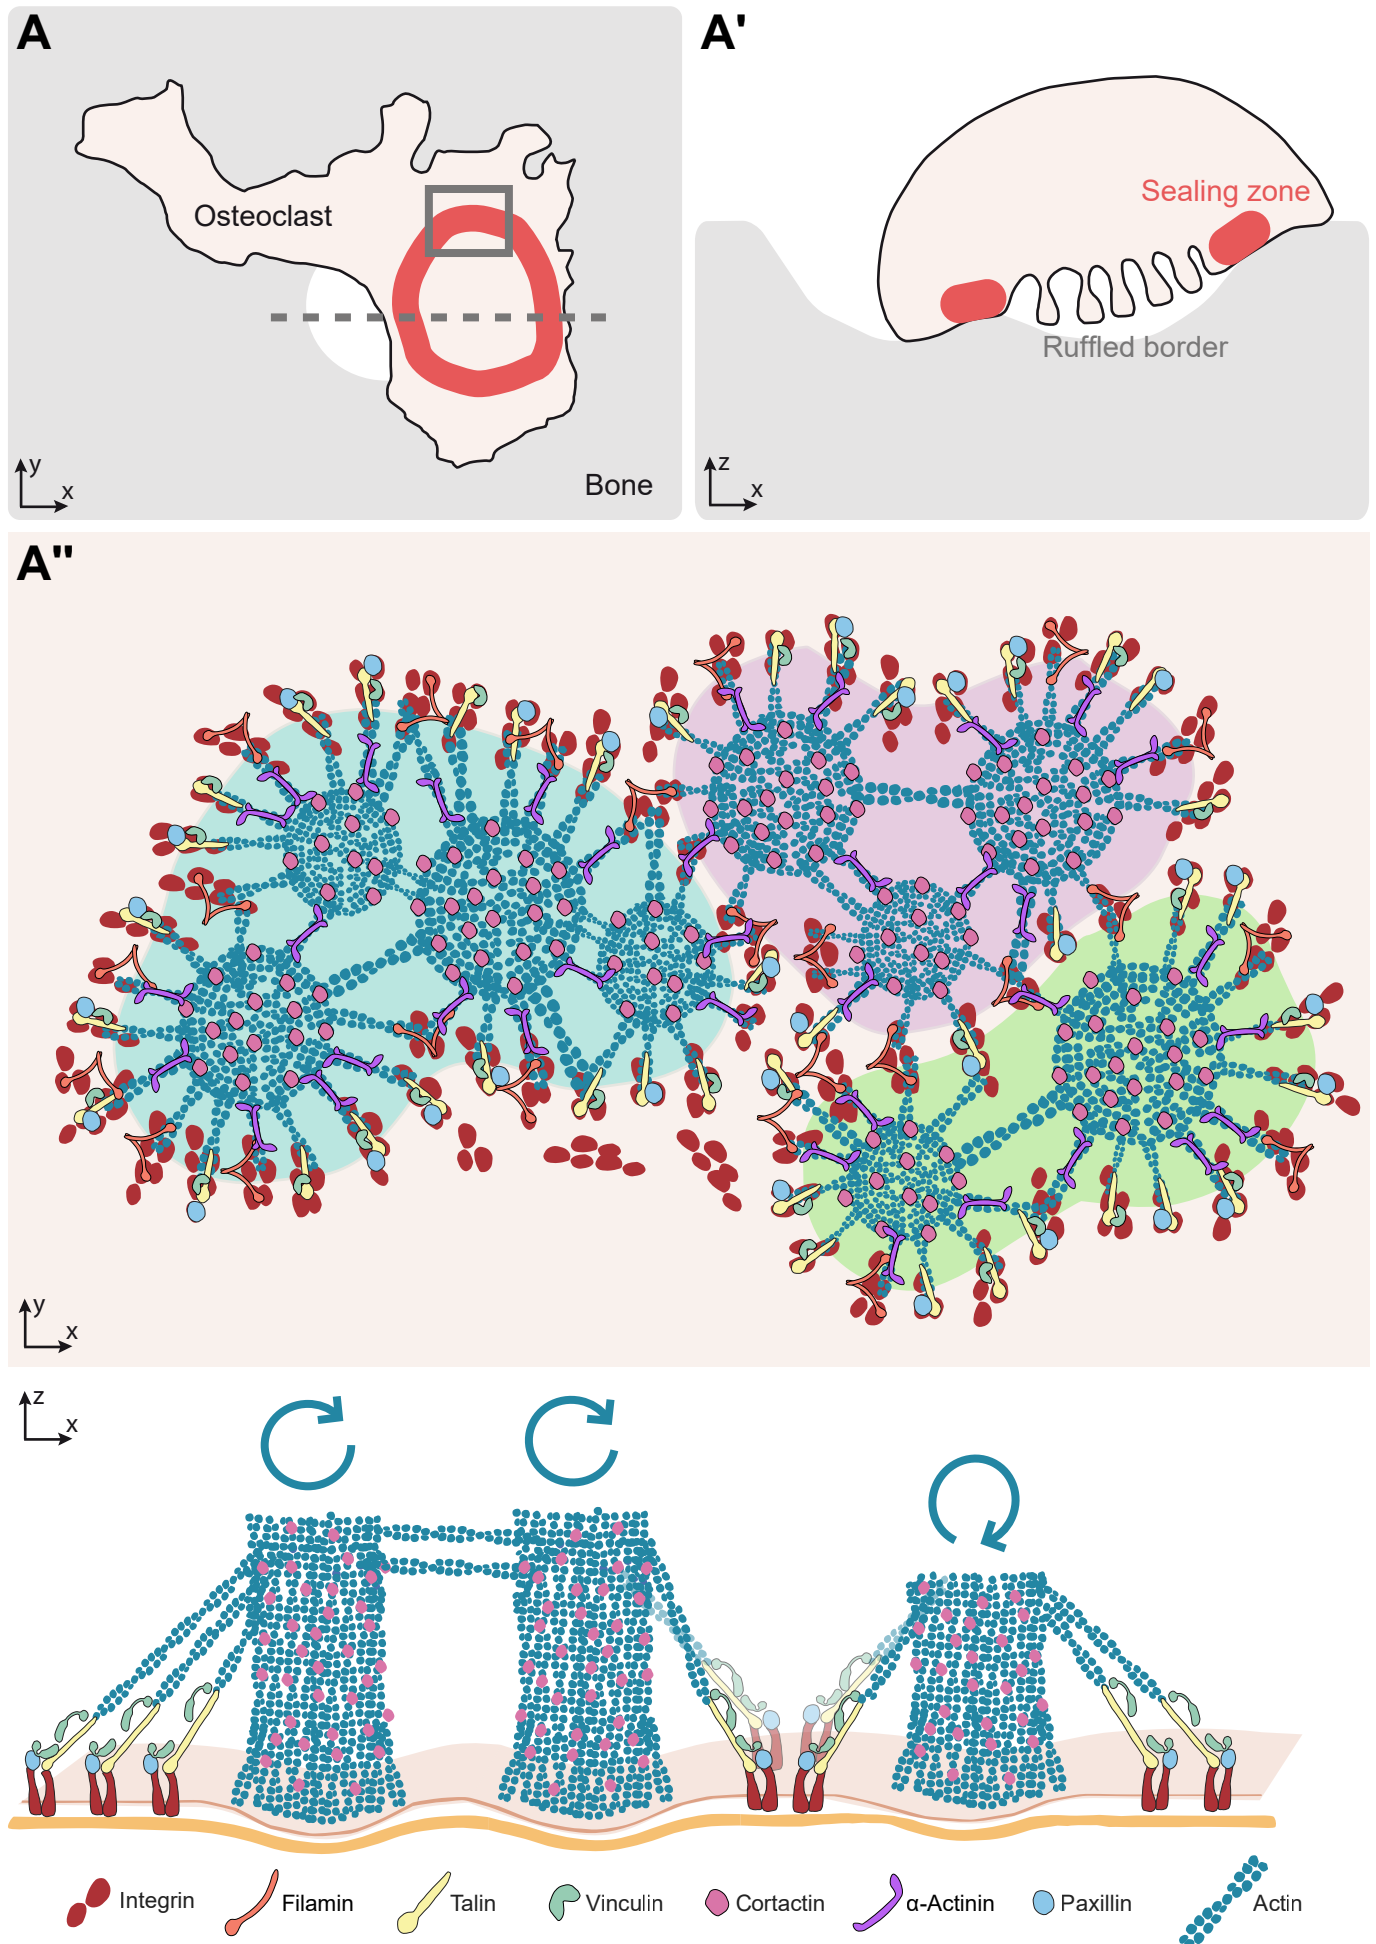 A
Osteoclast
Bone
y
x
A'
Sealing zone
Ruffled border
z
x
A''
y
x
z
x
Integrin
Filamin
Talin
Vinculin
Cortactin
α-Actinin
Paxillin
Actin